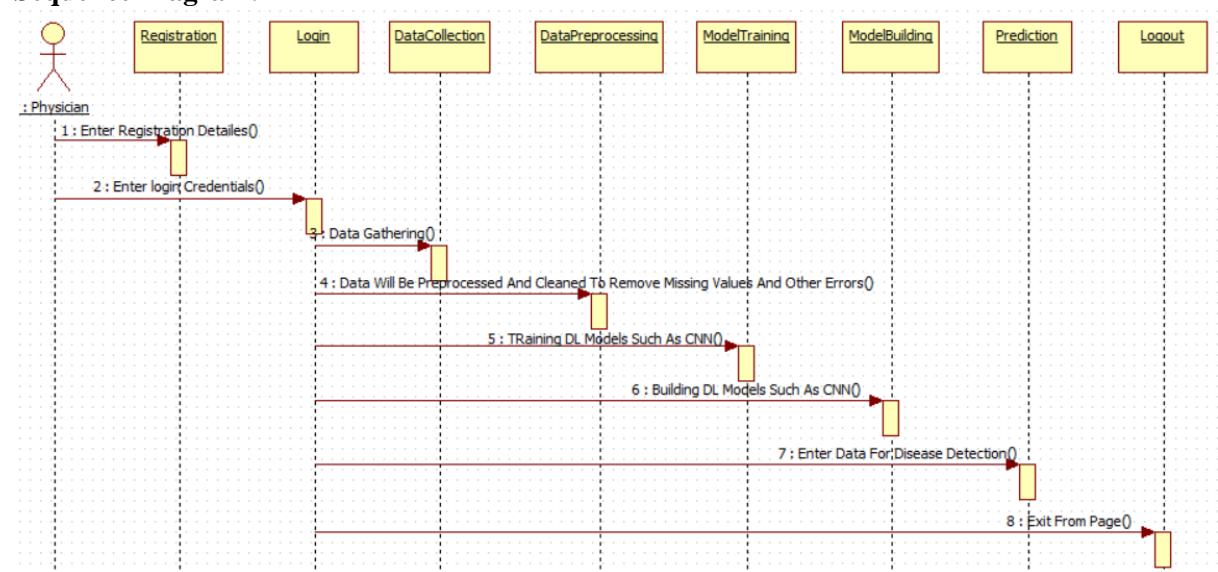 Sequence Diagram:
Registration
Login
DataCollection
DataPreprocessing
ModelTraining
ModelBuilding
Prediction
Logout
: Physician
1 : Enter Registration Detailes()
2 : Enter login Credentials()
3 : Data Gathering()
4 : Data Will Be Preprocessed And Cleaned To Remove Missing Values And Other Errors()
5 : TRaining DL Models Such As CNN()
6 : Building DL Models Such As CNN()
7 : Enter Data For Disease Detection()
8 : Exit From Page()